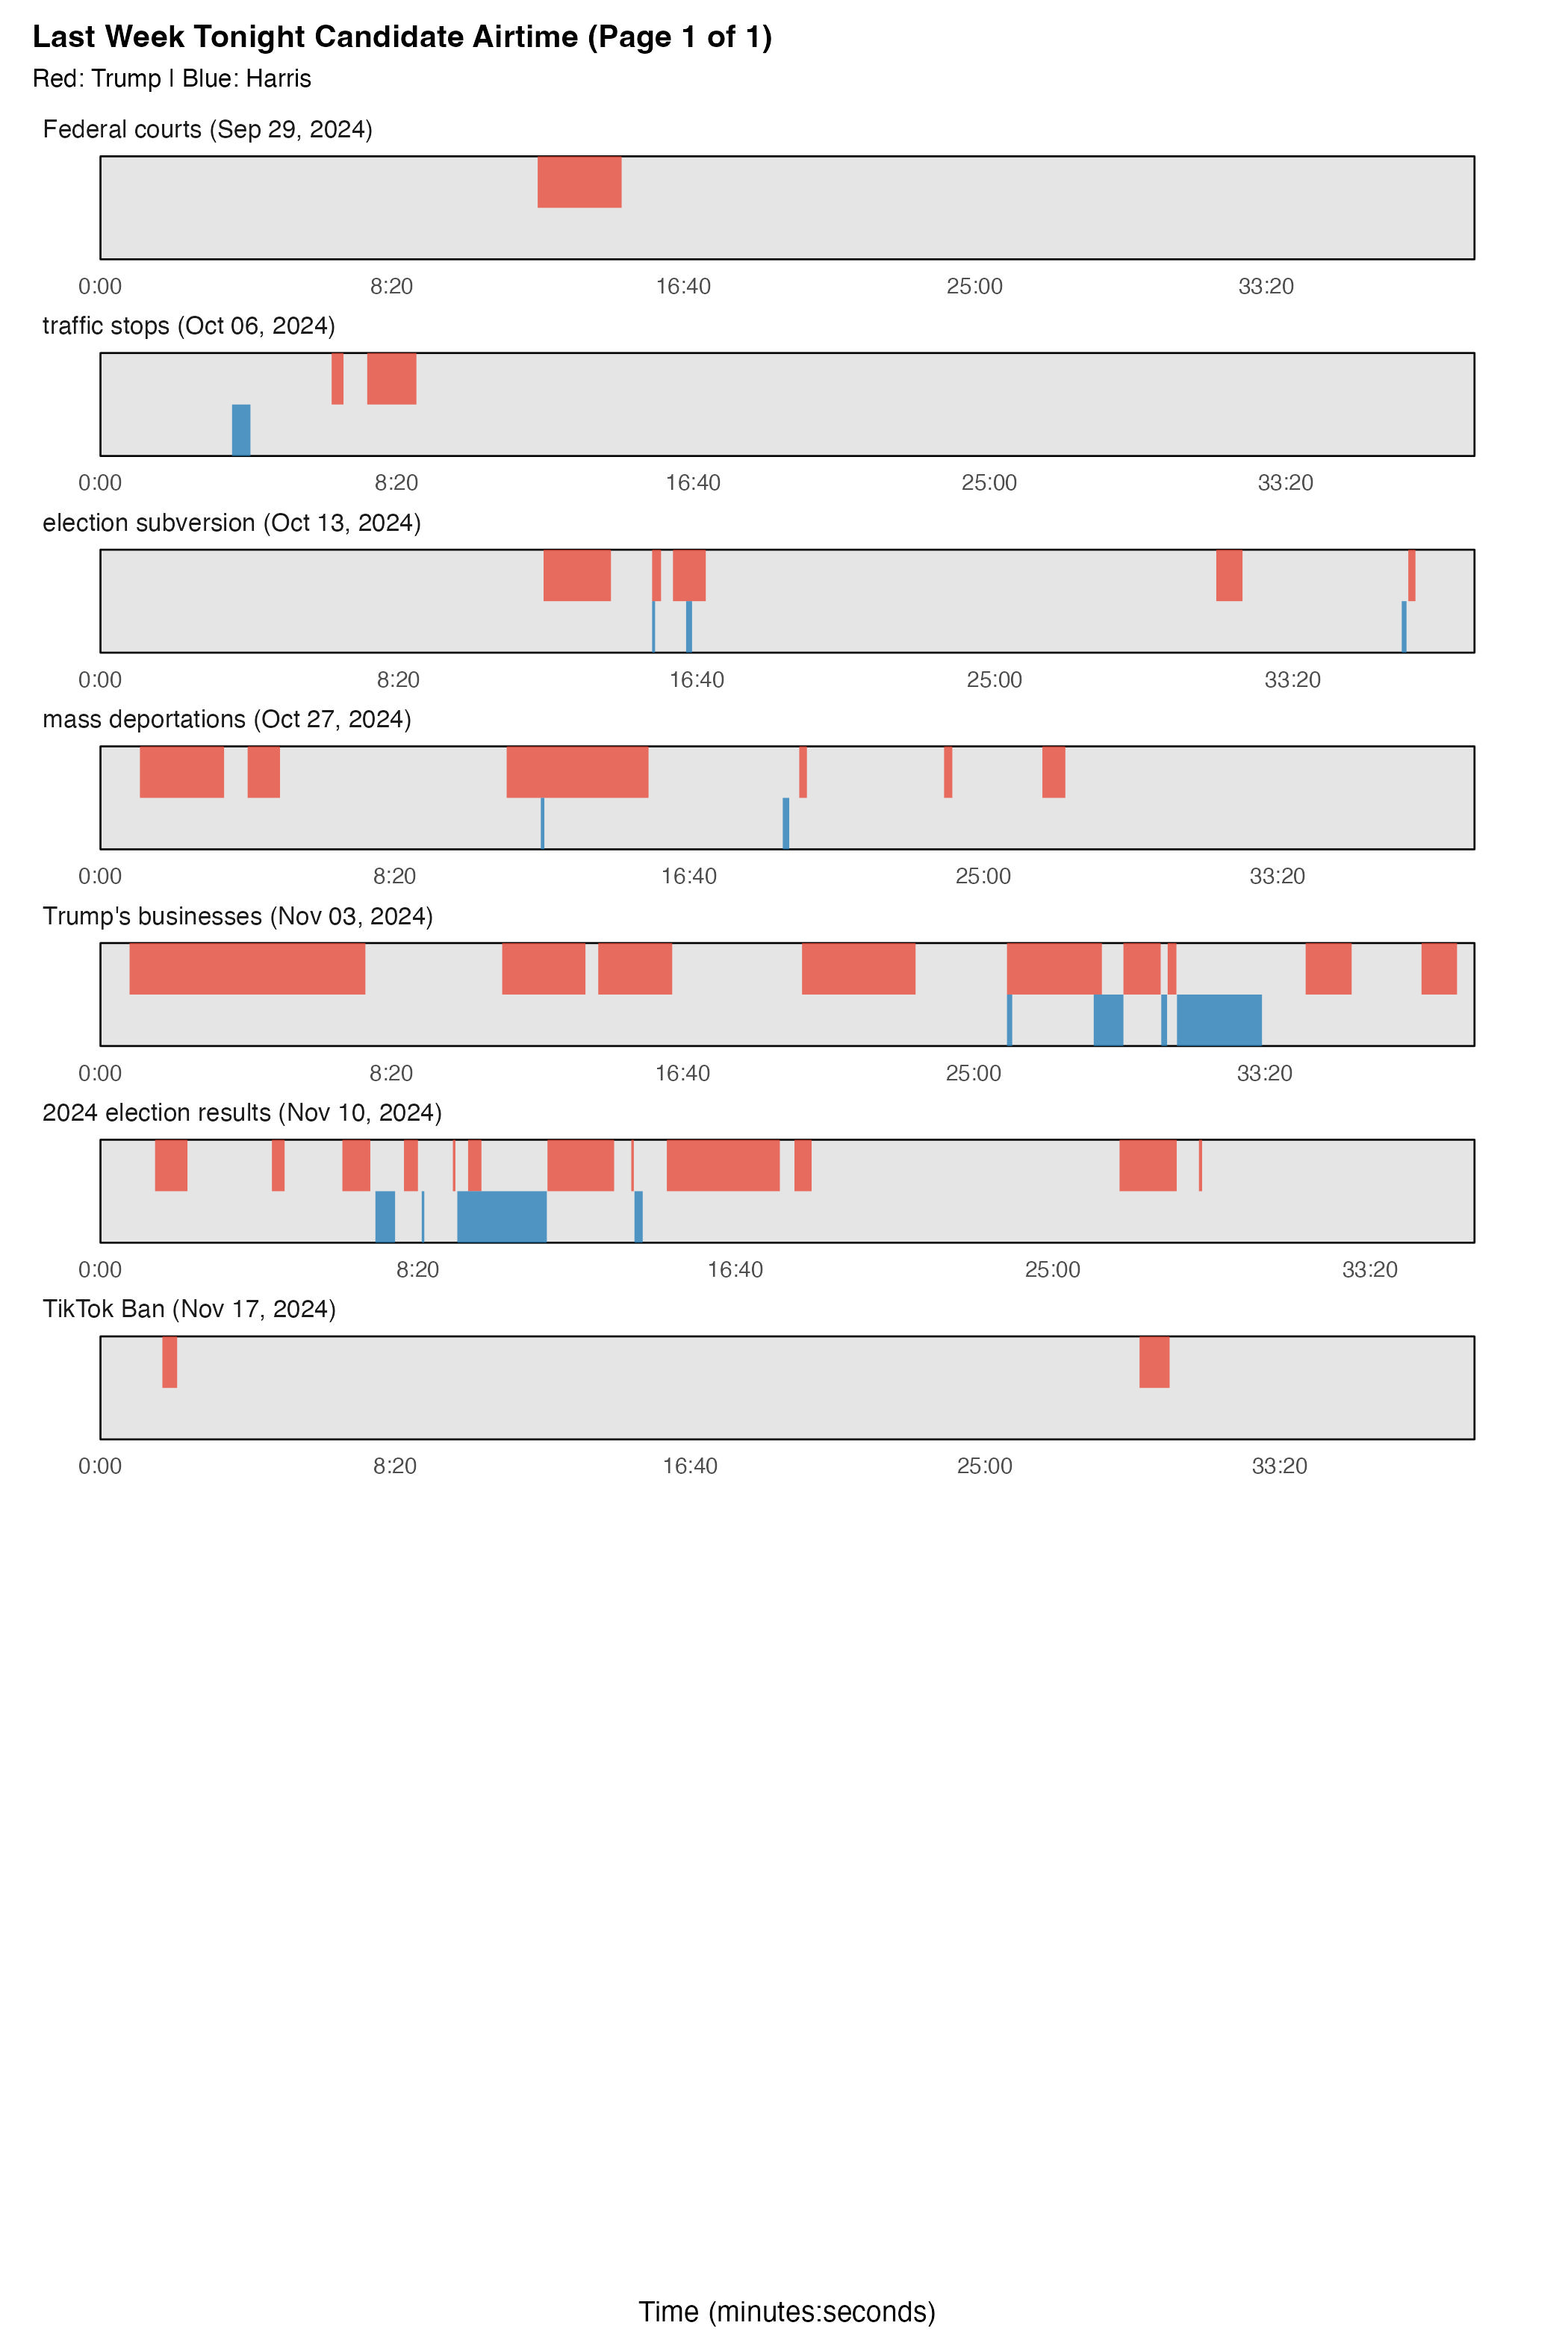 Last Week Tonight Candidate Airtime (Page 1 of 1)
Red: Trump | Blue: Harris
Federal courts (Sep 29, 2024)
0:00 8:20 16:40 25:00 33:20
traffic stops (Oct 06, 2024)
0:00 8:20 16:40 25:00 33:20
election subversion (Oct 13, 2024)
0:00 8:20 16:40 25:00 33:20
mass deportations (Oct 27, 2024)
0:00 8:20 16:40 25:00 33:20
Trump's businesses (Nov 03, 2024)
0:00 8:20 16:40 25:00 33:20
2024 election results (Nov 10, 2024)
0:00 8:20 16:40 25:00 33:20
TikTok Ban (Nov 17, 2024)
0:00 8:20 16:40 25:00 33:20
Time (minutes:seconds)